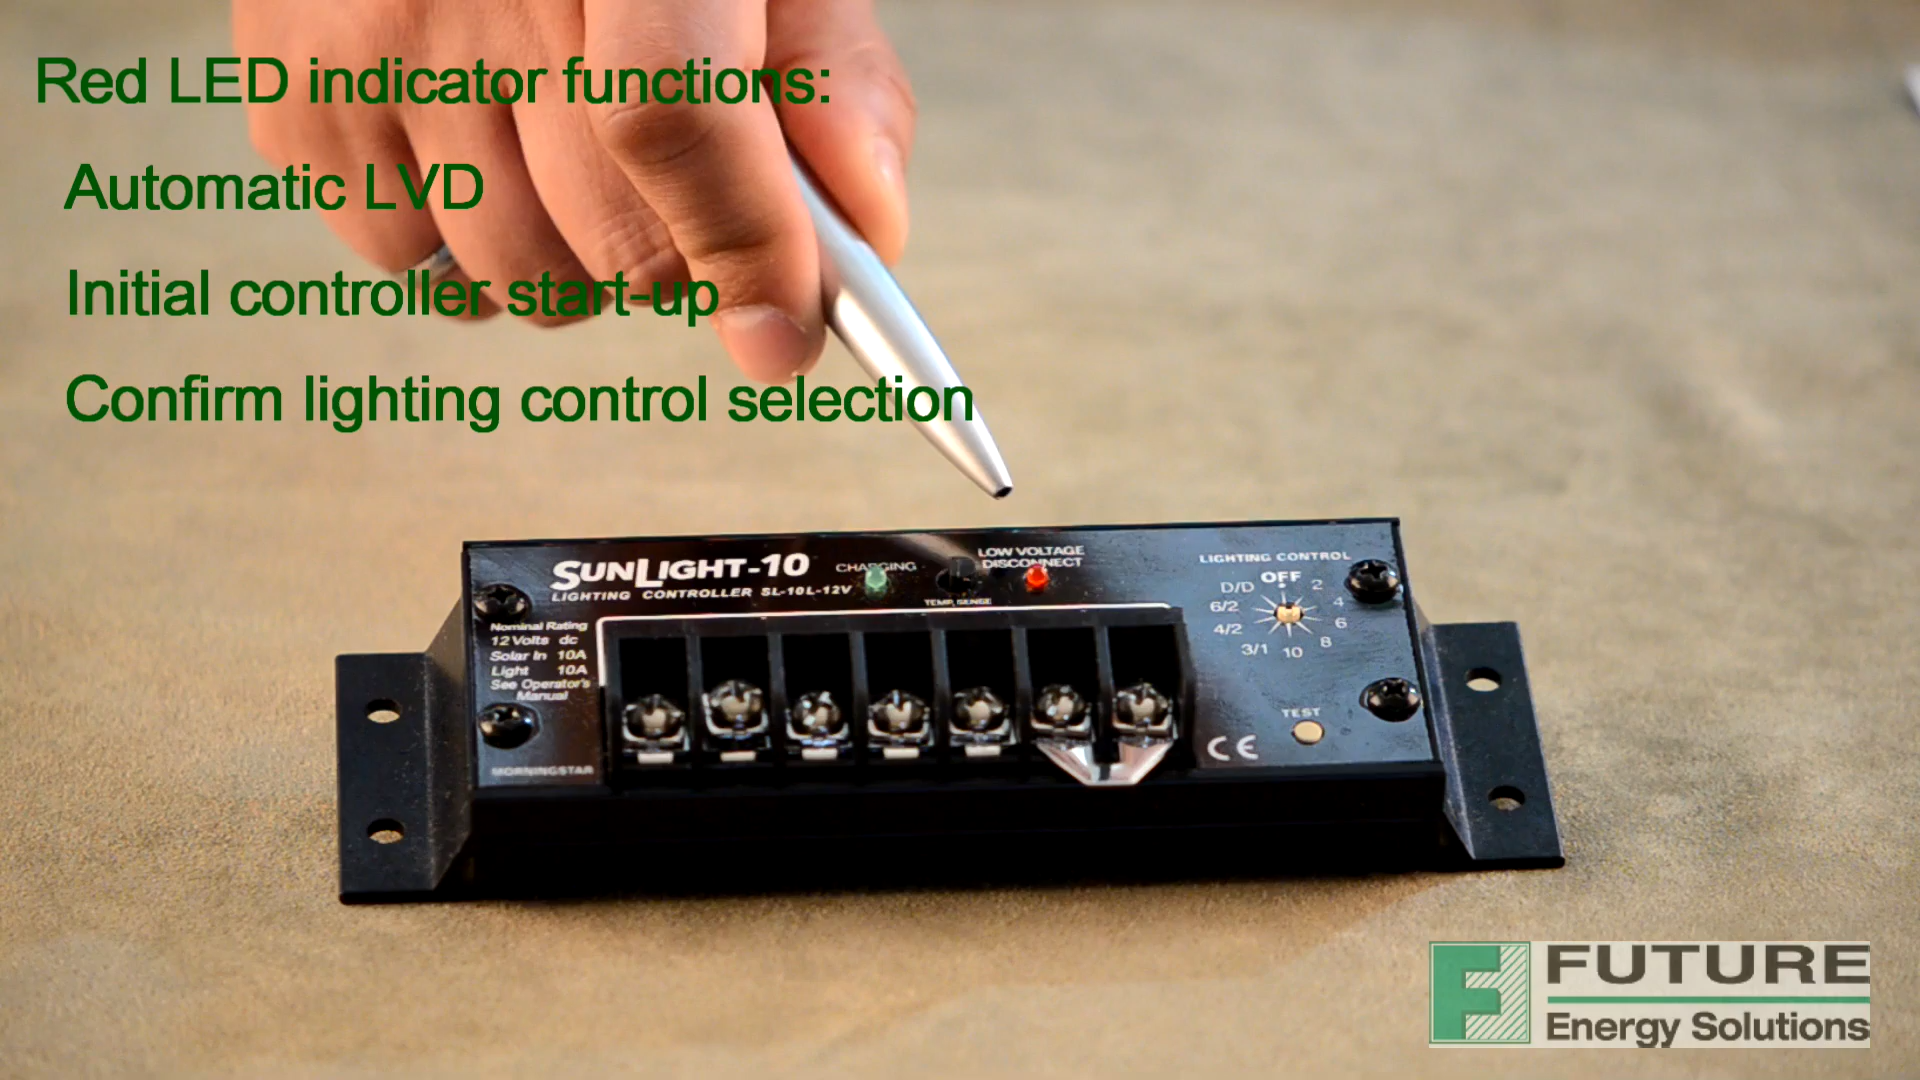 Red LED indicator functions:
Automatic LVD
Initial controller start-up
Confirm lighting control selection
SUNLIGHT-10
LIGHTING CONTROLLER SL-10L-12V
CHARGING
TEMP. SENSE
LOW VOLTAGE
DISCONNECT
LIGHTING CONTROL
OFF
2
4
6
8
10
3/1
4/2
6/2
D/D
Nominal Rating
12 Volts dc
Solar In 10A
Light 10A
See Operator's
Manual
MORNINGSTAR
TEST
CE
FUTURE
Energy Solutions